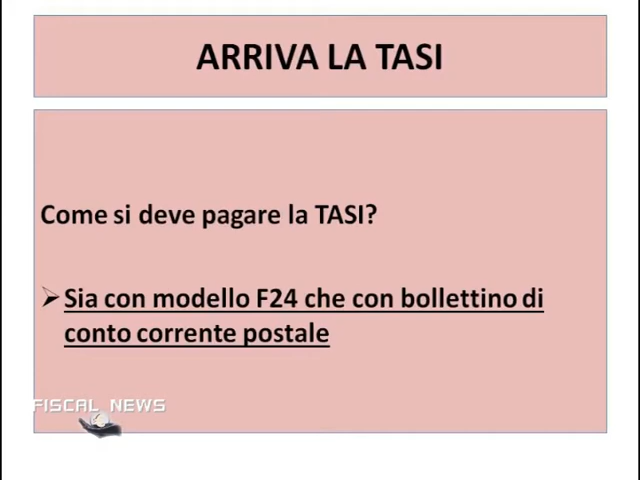 ARRIVA LA TASI
Come si deve pagare la TASI?
Sia con modello F24 che con bollettino di
conto corrente postale
FISCAL NEWS